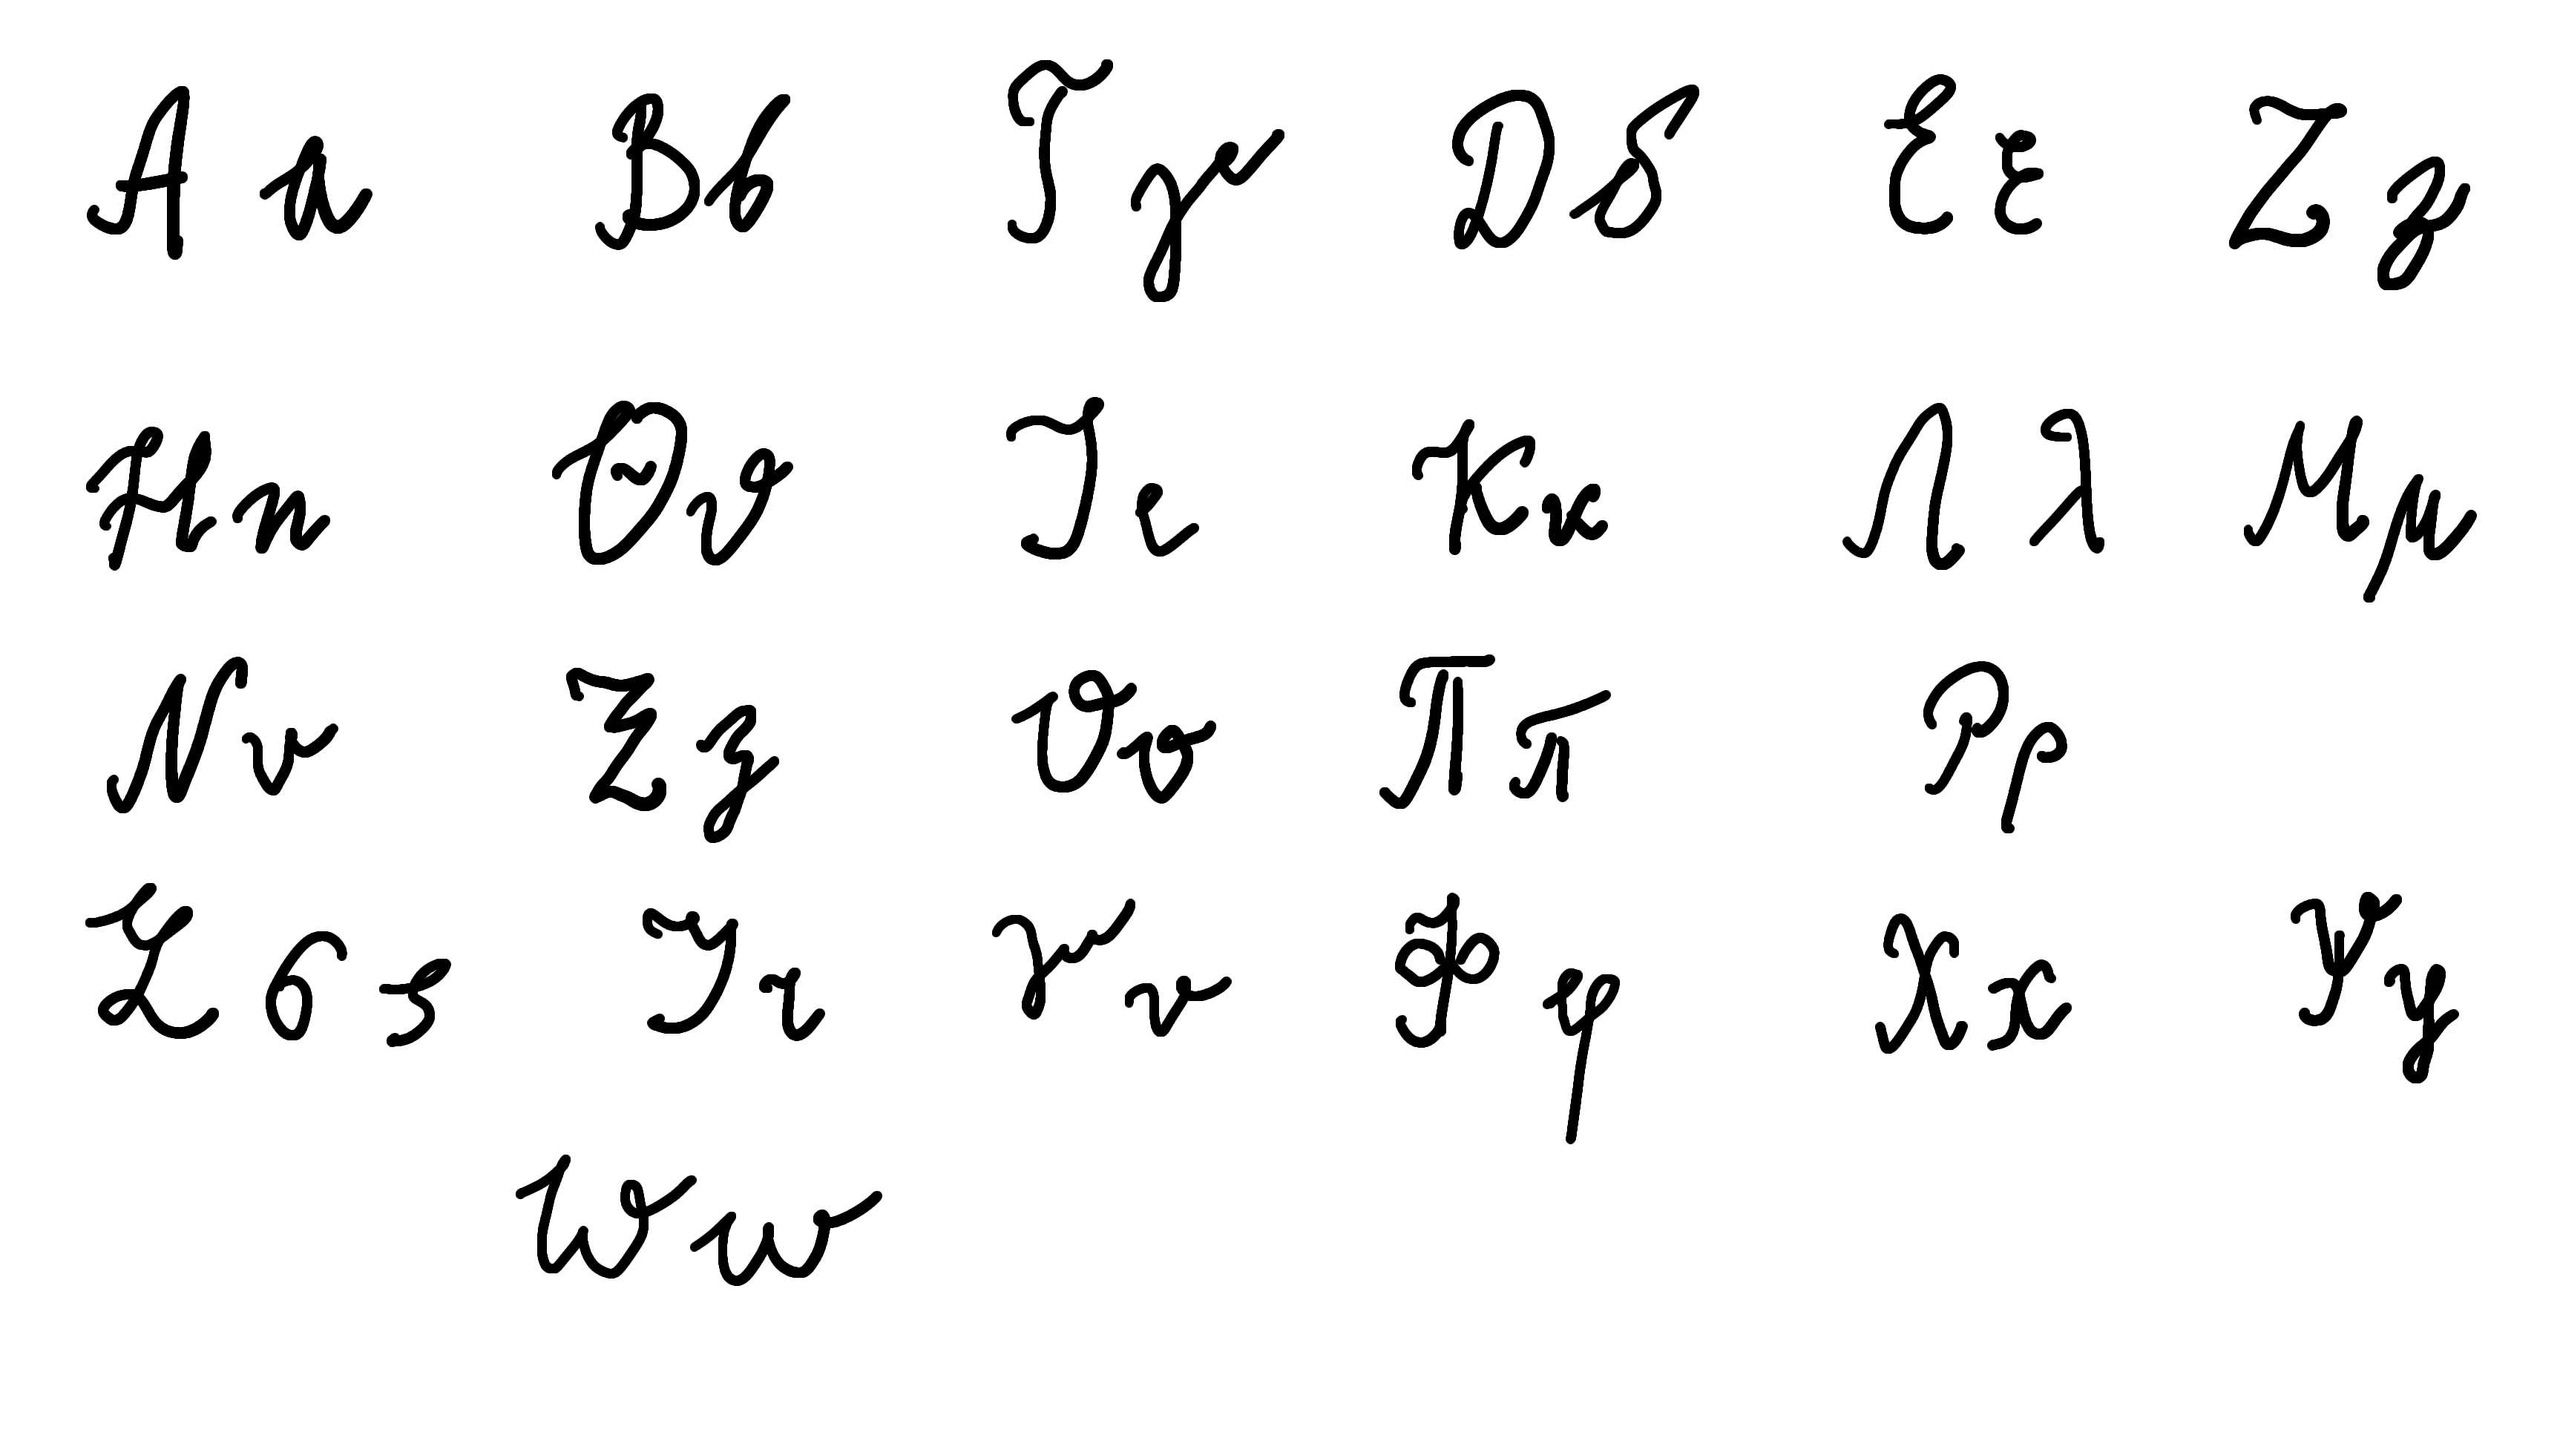 Α α Β β Γ γ Δ δ Ε ε Ζ ζ
Η η Θ θ Ι ι Κ κ Λ λ Μ μ
Ν ν Ξ ξ Ο ο Π π Ρ ρ
Σ σ ς Τ τ Υ υ Φ φ Χ χ Ψ ψ
Ω ω